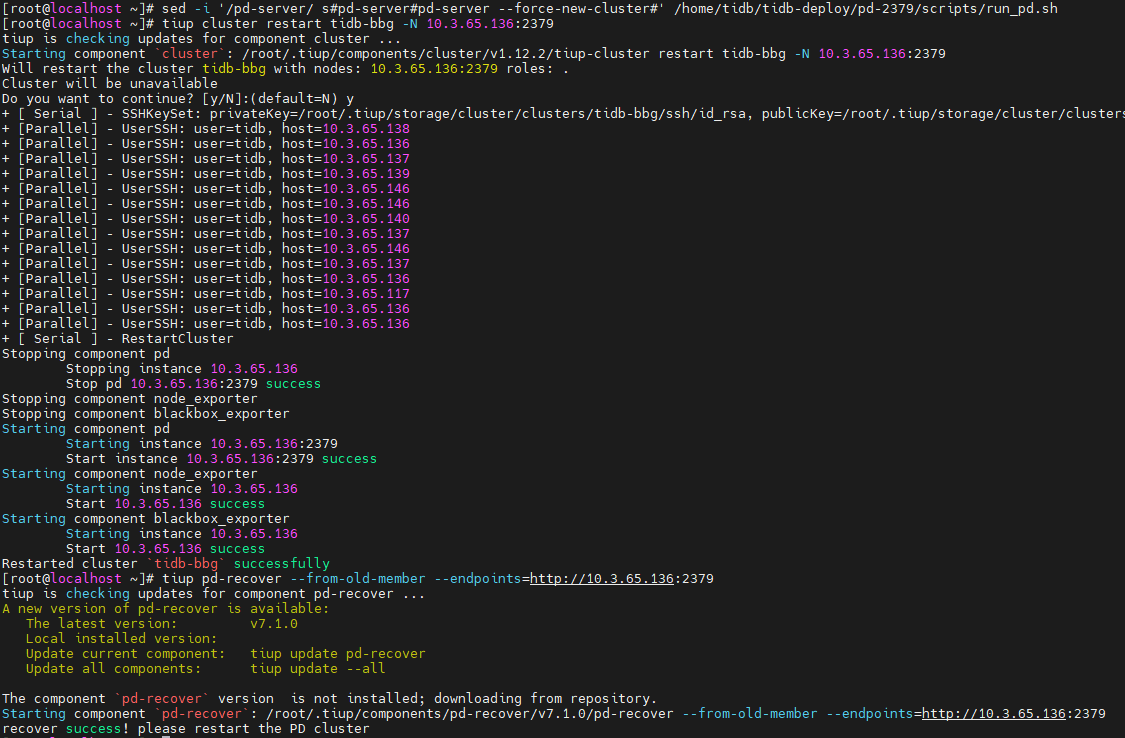 [root@localhost ~]# sed -i '/pd-server/ s#pd-server#pd-server --force-new-cluster#' /home/tidb/tidb-deploy/pd-2379/scripts/run_pd.sh
[root@localhost ~]# tiup cluster restart tidb-bbg -N 10.3.65.136:2379
tiup is checking updates for component cluster ...
Starting component `cluster`: /root/.tiup/components/cluster/v1.12.2/tiup-cluster restart tidb-bbg -N 10.3.65.136:2379
Will restart the cluster tidb-bbg with nodes: 10.3.65.136:2379 roles: .
Cluster will be unavailable
Do you want to continue? [y/N]:(default=N) y
+ [ Serial ] - SSHKeySet: privateKey=/root/.tiup/storage/cluster/clusters/tidb-bbg/ssh/id_rsa, publicKey=/root/.tiup/storage/cluster/clusters
+ [Parallel] - UserSSH: user=tidb, host=10.3.65.138
+ [Parallel] - UserSSH: user=tidb, host=10.3.65.136
+ [Parallel] - UserSSH: user=tidb, host=10.3.65.137
+ [Parallel] - UserSSH: user=tidb, host=10.3.65.139
+ [Parallel] - UserSSH: user=tidb, host=10.3.65.146
+ [Parallel] - UserSSH: user=tidb, host=10.3.65.146
+ [Parallel] - UserSSH: user=tidb, host=10.3.65.140
+ [Parallel] - UserSSH: user=tidb, host=10.3.65.137
+ [Parallel] - UserSSH: user=tidb, host=10.3.65.146
+ [Parallel] - UserSSH: user=tidb, host=10.3.65.137
+ [Parallel] - UserSSH: user=tidb, host=10.3.65.136
+ [Parallel] - UserSSH: user=tidb, host=10.3.65.117
+ [Parallel] - UserSSH: user=tidb, host=10.3.65.136
+ [Parallel] - UserSSH: user=tidb, host=10.3.65.136
+ [ Serial ] - RestartCluster
Stopping component pd
Stopping instance 10.3.65.136
Stop pd 10.3.65.136:2379 success
Stopping component node_exporter
Stopping component blackbox_exporter
Starting component pd
Starting instance 10.3.65.136:2379
Start instance 10.3.65.136:2379 success
Starting component node_exporter
Starting instance 10.3.65.136
Start 10.3.65.136 success
Starting component blackbox_exporter
Starting instance 10.3.65.136
Start 10.3.65.136 success
Restarted cluster `tidb-bbg` successfully
[root@localhost ~]# tiup pd-recover --from-old-member --endpoints=http://10.3.65.136:2379
tiup is checking updates for component pd-recover ...
A new version of pd-recover is available:
The latest version: v7.1.0
Local installed version:
Update current component: tiup update pd-recover
Update all components: tiup update --all
The component `pd-recover` version  is not installed; downloading from repository.
Starting component `pd-recover`: /root/.tiup/components/pd-recover/v7.1.0/pd-recover --from-old-member --endpoints=http://10.3.65.136:2379
recover success! please restart the PD cluster